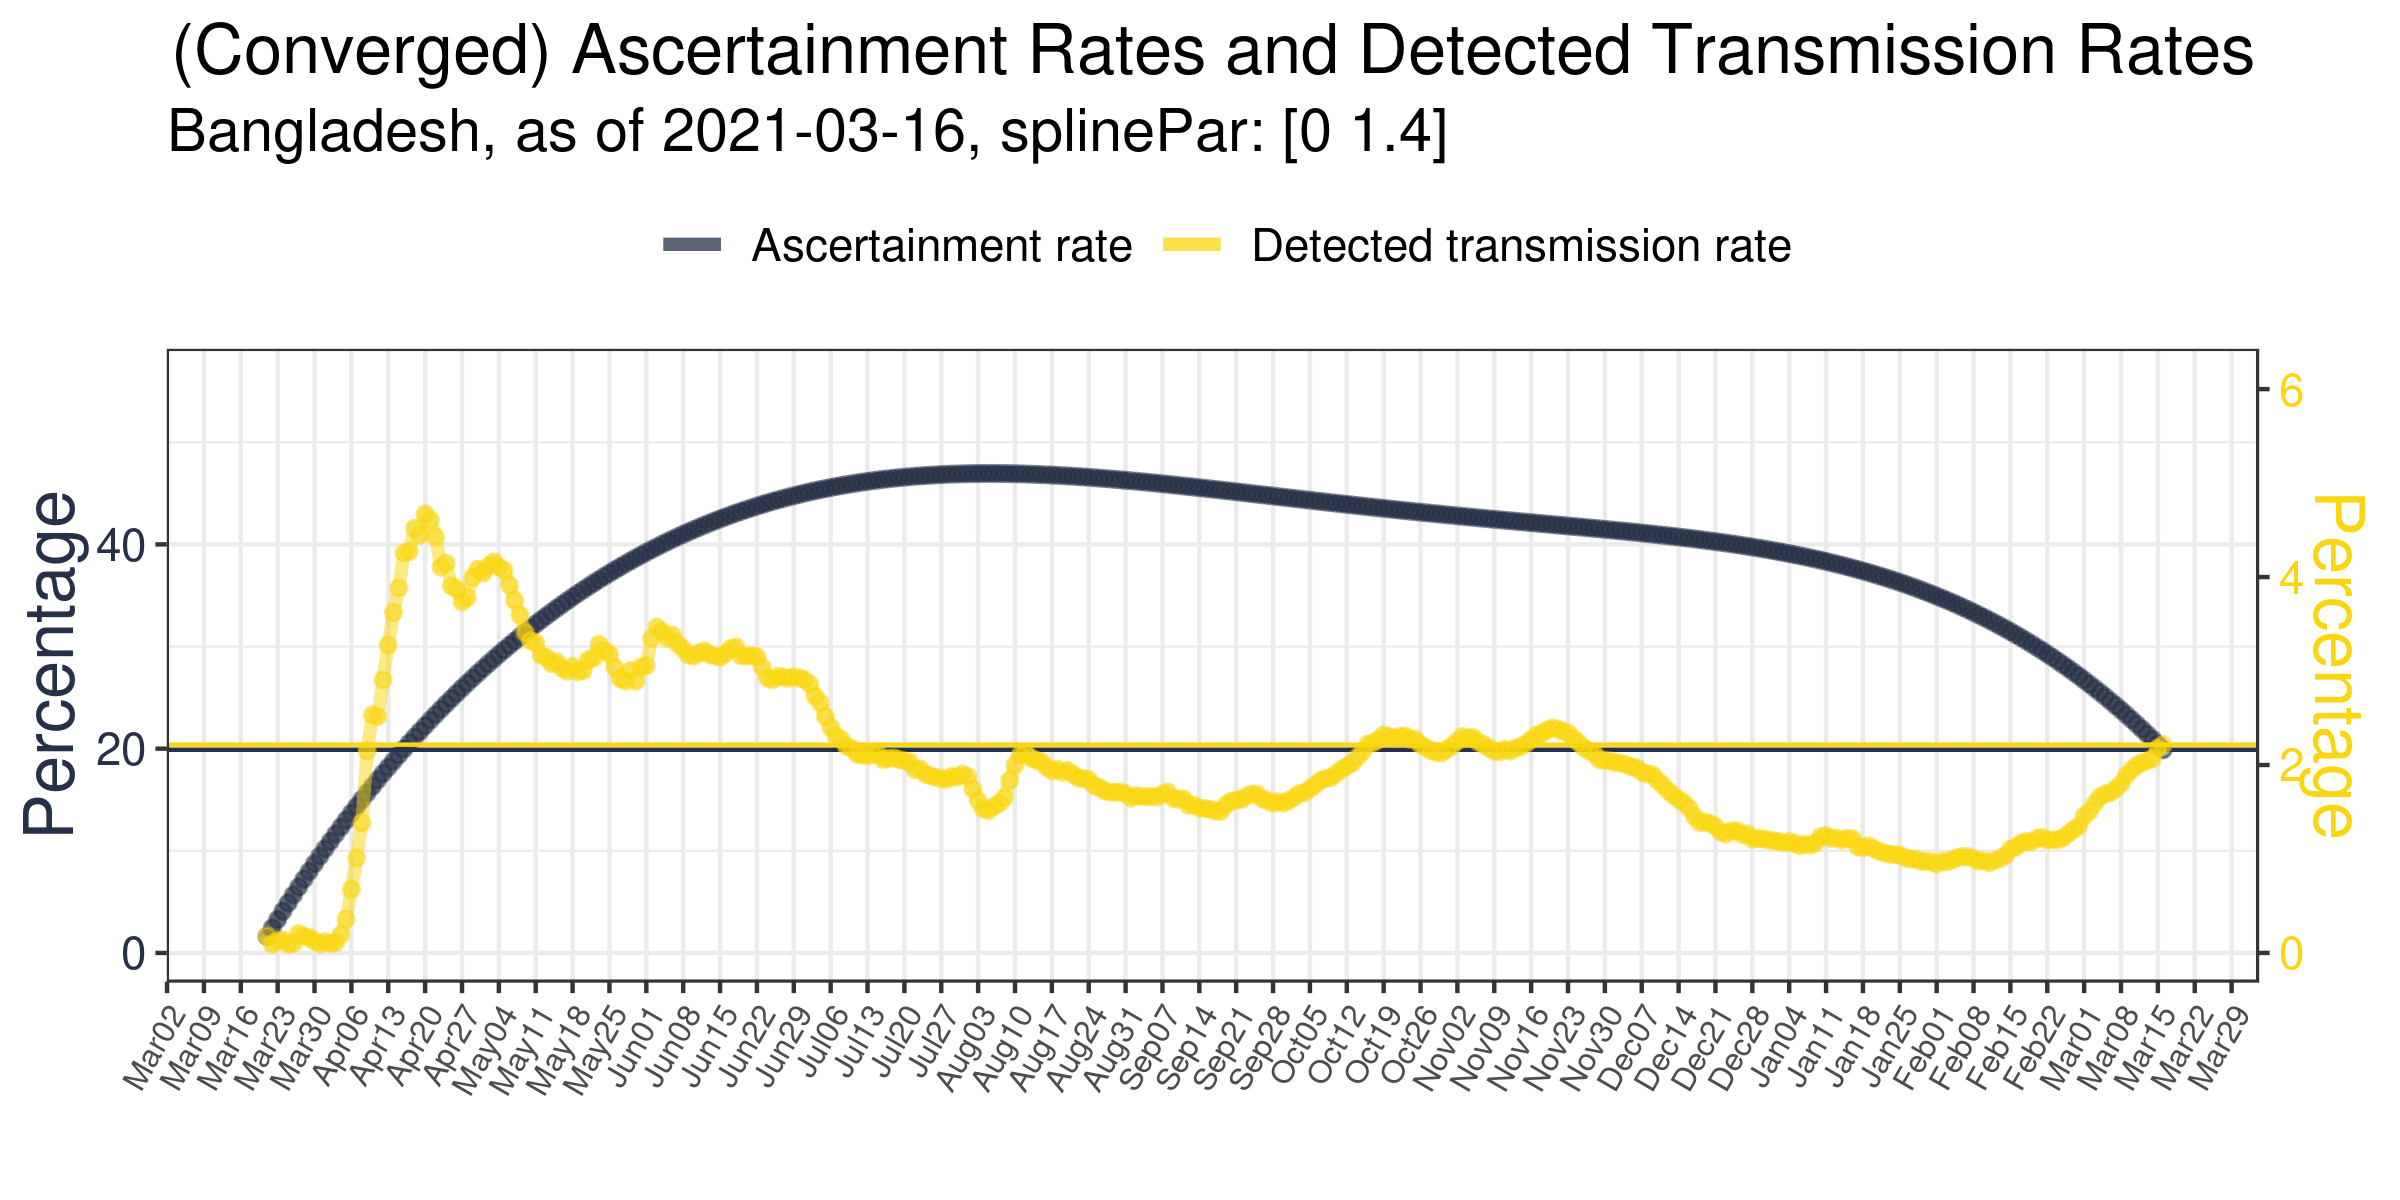 (Converged) Ascertainment Rates and Detected Transmission Rates
Bangladesh, as of 2021-03-16, splinePar: [0 1.4]
Ascertainment rate
Detected transmission rate
Percentage
40
20
0
6
4
2
0
Percentage
Mar02
Mar09
Mar16
Mar23
Mar30
Apr06
Apr13
Apr20
Apr27
May04
May11
May18
May25
Jun01
Jun08
Jun15
Jun22
Jun29
Jul06
Jul13
Jul20
Jul27
Aug03
Aug10
Aug17
Aug24
Aug31
Sep07
Sep14
Sep21
Sep28
Oct05
Oct12
Oct19
Oct26
Nov02
Nov09
Nov16
Nov23
Nov30
Dec07
Dec14
Dec21
Dec28
Jan04
Jan11
Jan18
Jan25
Feb01
Feb08
Feb15
Feb22
Mar01
Mar08
Mar15
Mar22
Mar29